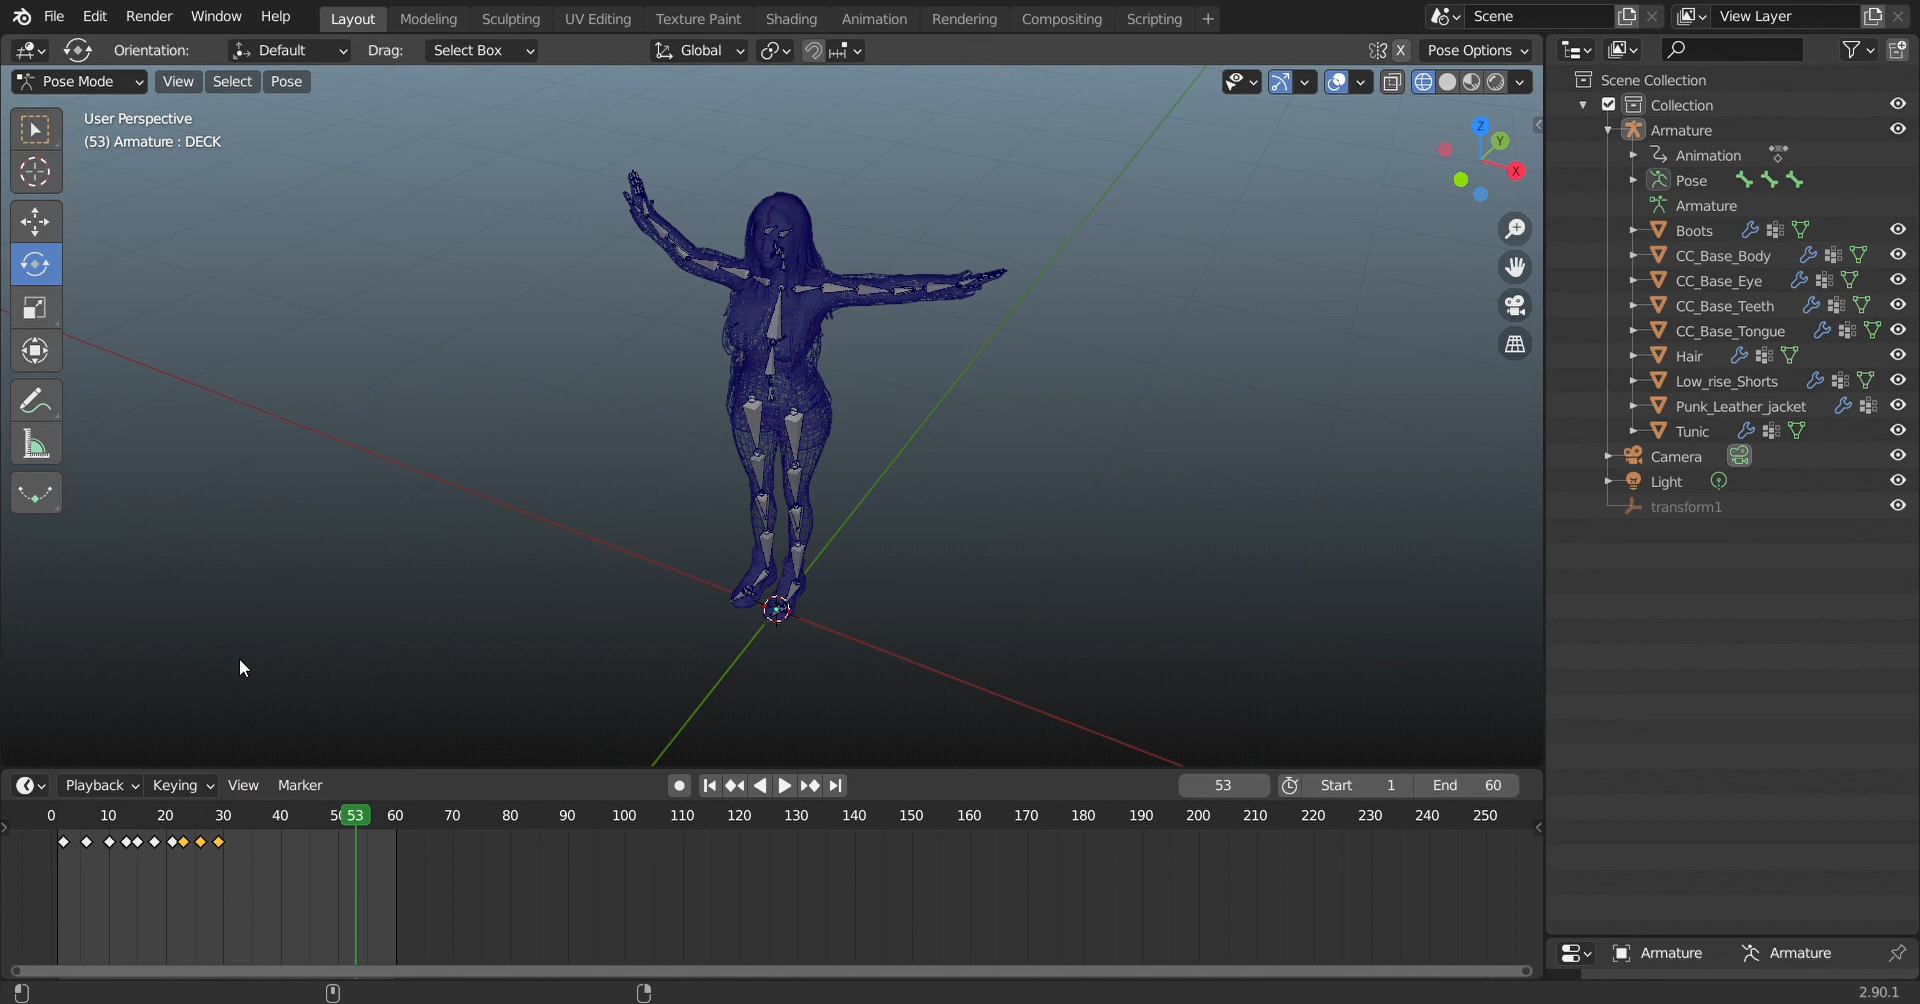 File Edit Render Window Help Layout Modeling Sculpting UV Editing Texture Paint Shading Animation Rendering Compositing Scripting + Scene View Layer
Orientation: Default Drag: Select Box Global X Pose Options
Pose Mode View Select Pose
User Perspective
(53) Armature : DECK
Z
Y
X
Scene Collection
Collection
Armature
Animation
Pose
Armature
Boots
CC_Base_Body
CC_Base_Eye
CC_Base_Teeth
CC_Base_Tongue
Hair
Low_rise_Shorts
Punk_Leather_jacket
Tunic
Camera
Light
transform1
Playback Keying View Marker 53 Start 1 End 60
0 10 20 30 40 53 60 70 80 90 100 110 120 130 140 150 160 170 180 190 200 210 220 230 240 250
Armature Armature
2.90.1